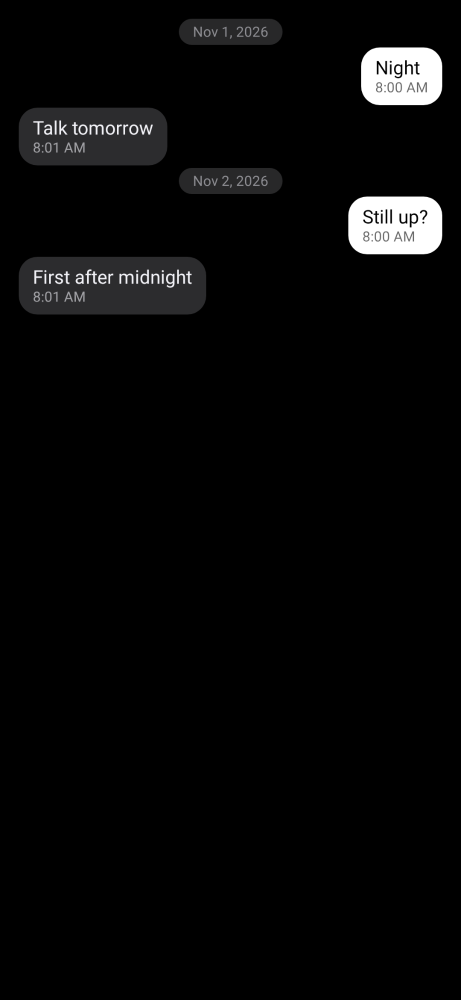 Nov 1, 2026
Night
8:00 AM
Talk tomorrow
8:01 AM
Nov 2, 2026
Still up?
8:00 AM
First after midnight
8:01 AM